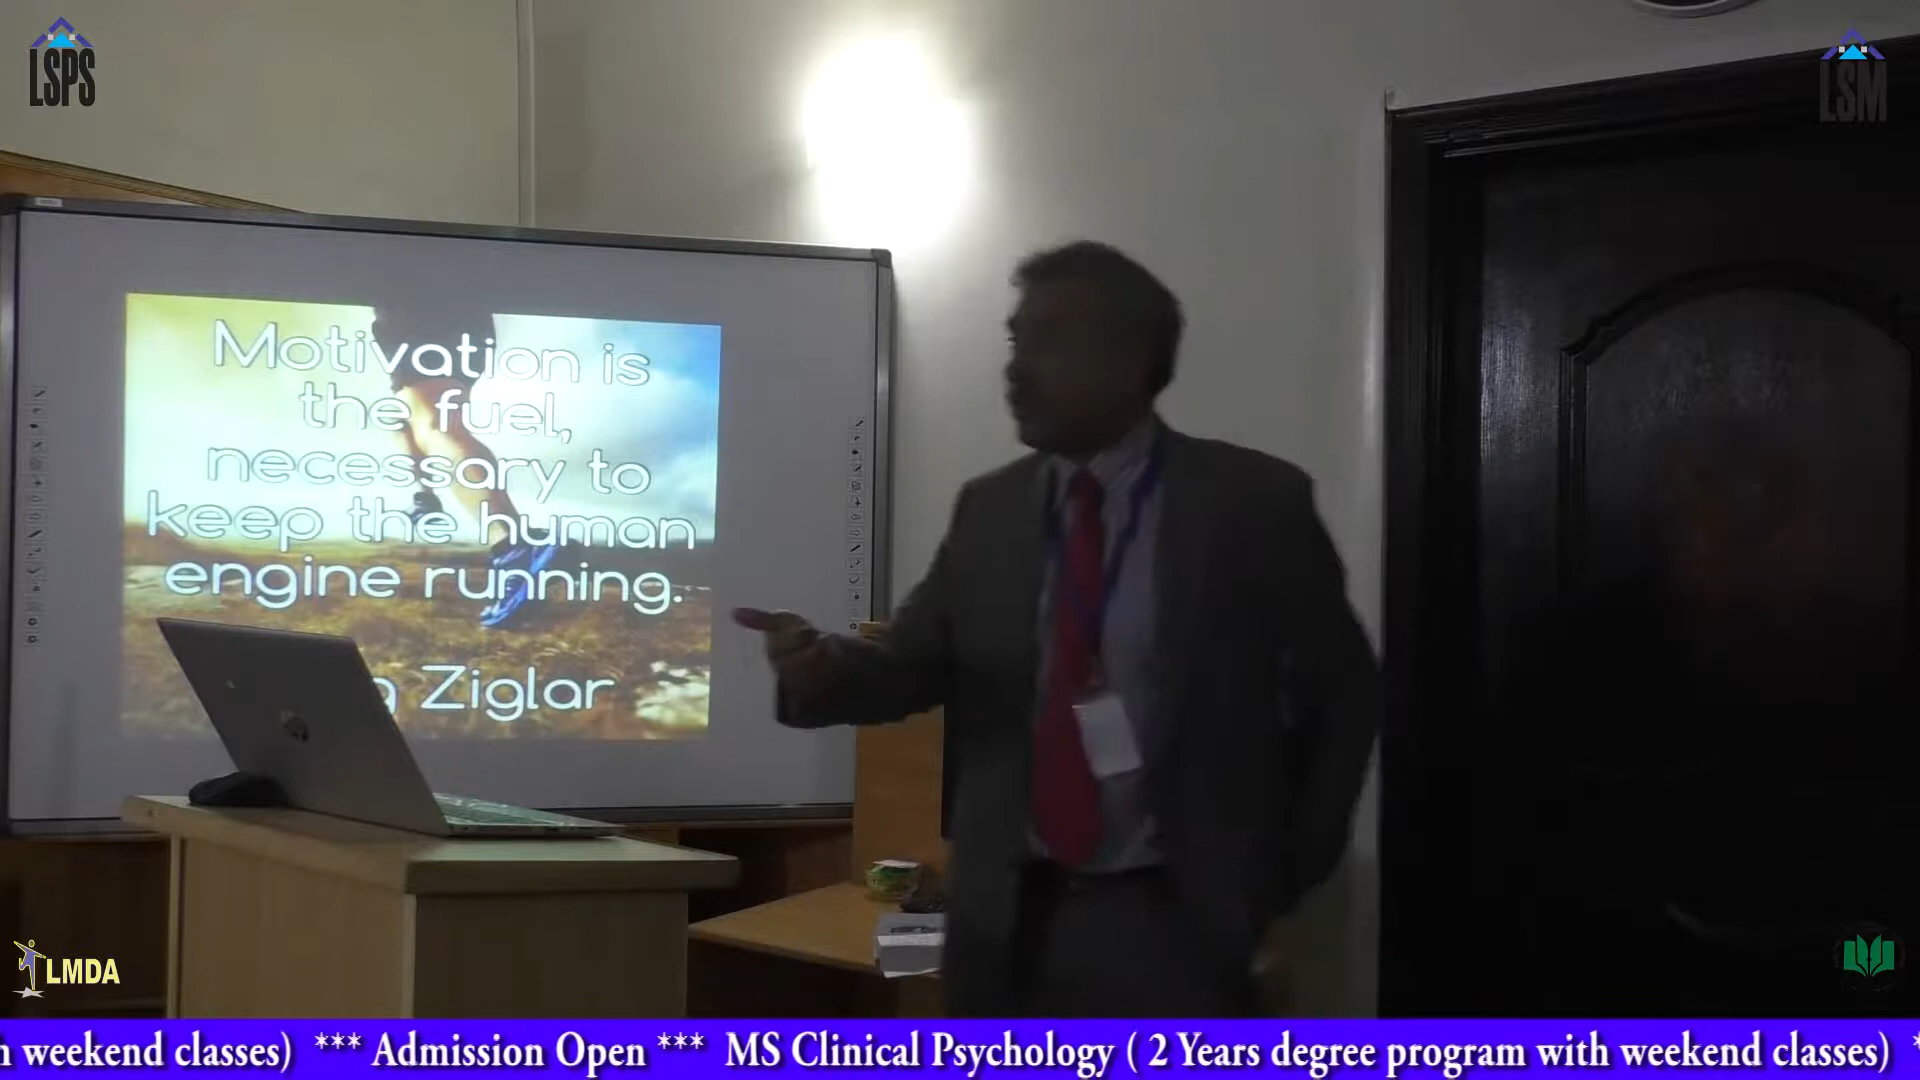 LSPS
LSM
Motivation is
the fuel,
necessary to
keep the human
engine running.
Ziglar
LMDA
weekend classes) *** Admission Open *** MS Clinical Psychology ( 2 Years degree program with weekend classes)